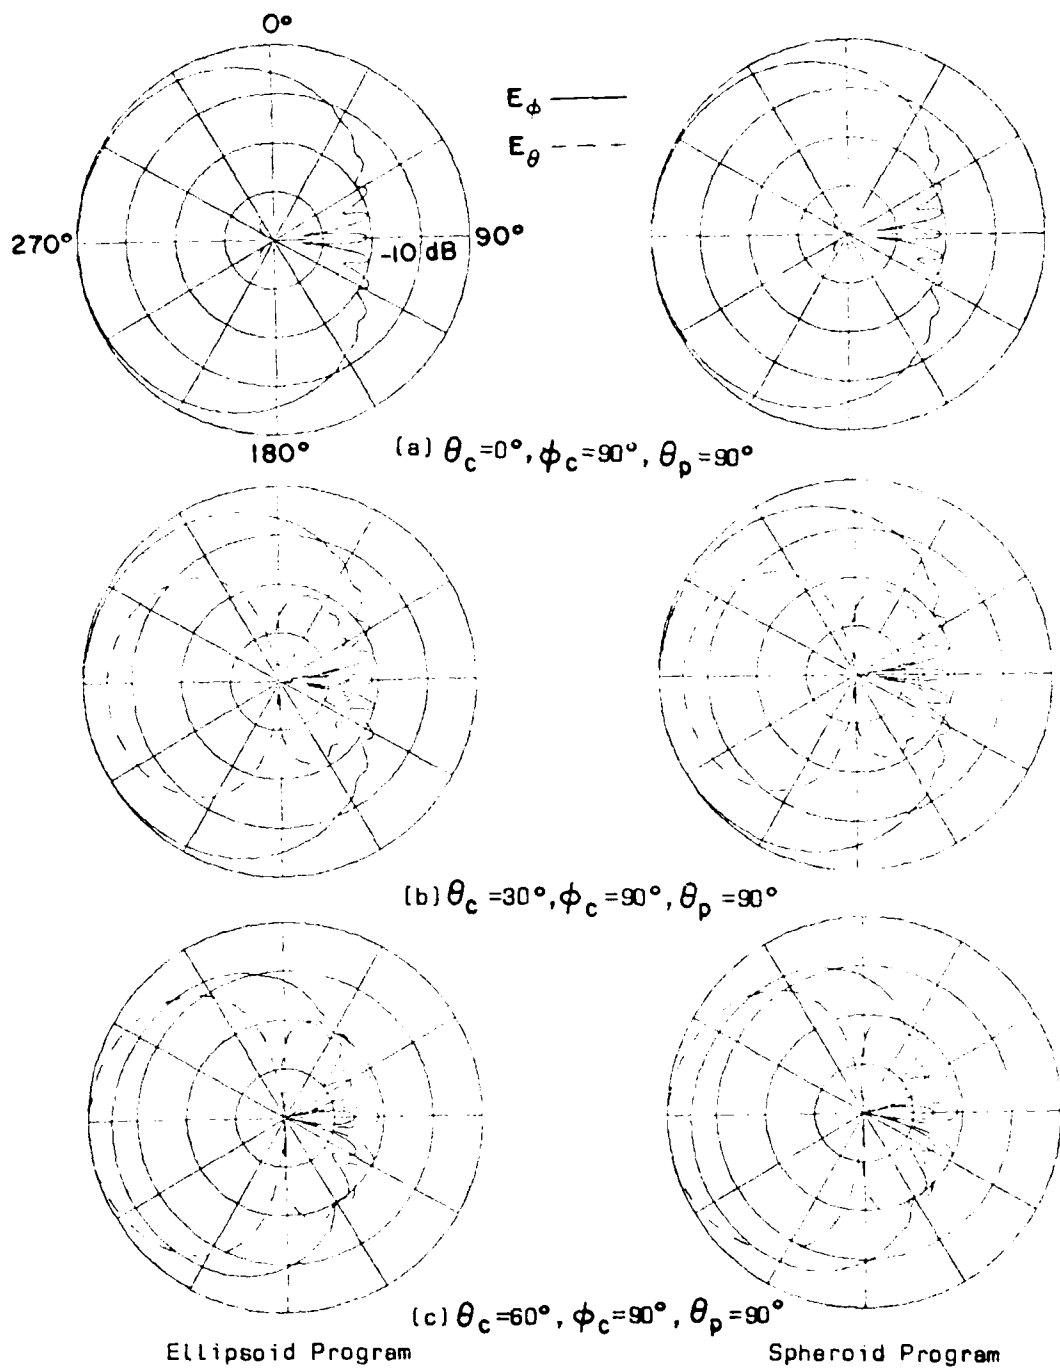 0°
E_ϕ
E_θ
270°
90°
-10 dB
180°
(a) θ_c=0°, ϕ_c=90°, θ_p=90°
(b) θ_c=30°, ϕ_c=90°, θ_p=90°
(c) θ_c=60°, ϕ_c=90°, θ_p=90°
Ellipsoid Program
Spheroid Program